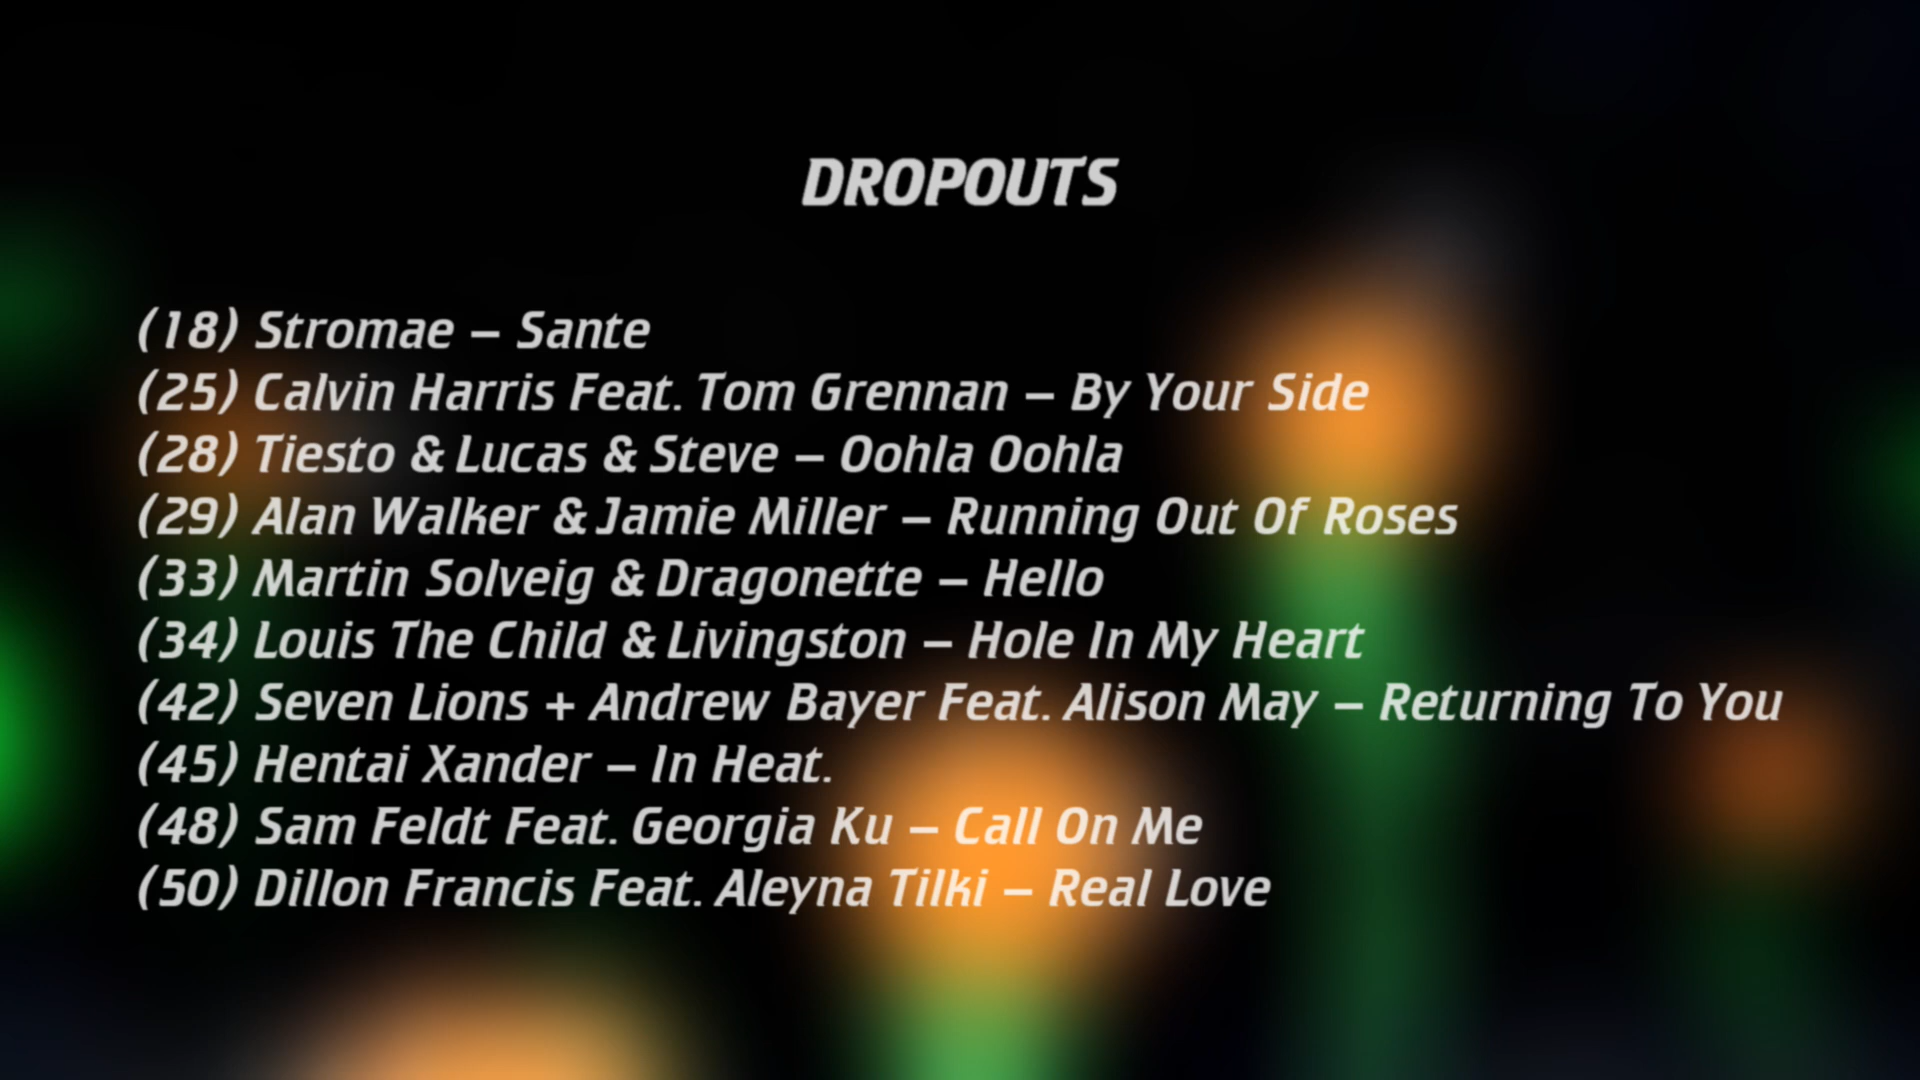 DROPOUTS
(18) Stromae – Sante
(25) Calvin Harris Feat. Tom Grennan – By Your Side
(28) Tiesto & Lucas & Steve – Oohla Oohla
(29) Alan Walker & Jamie Miller – Running Out Of Roses
(33) Martin Solveig & Dragonette – Hello
(34) Louis The Child & Livingston – Hole In My Heart
(42) Seven Lions + Andrew Bayer Feat. Alison May – Returning To You
(45) Hentai Xander – In Heat.
(48) Sam Feldt Feat. Georgia Ku – Call On Me
(50) Dillon Francis Feat. Aleyna Tilki – Real Love